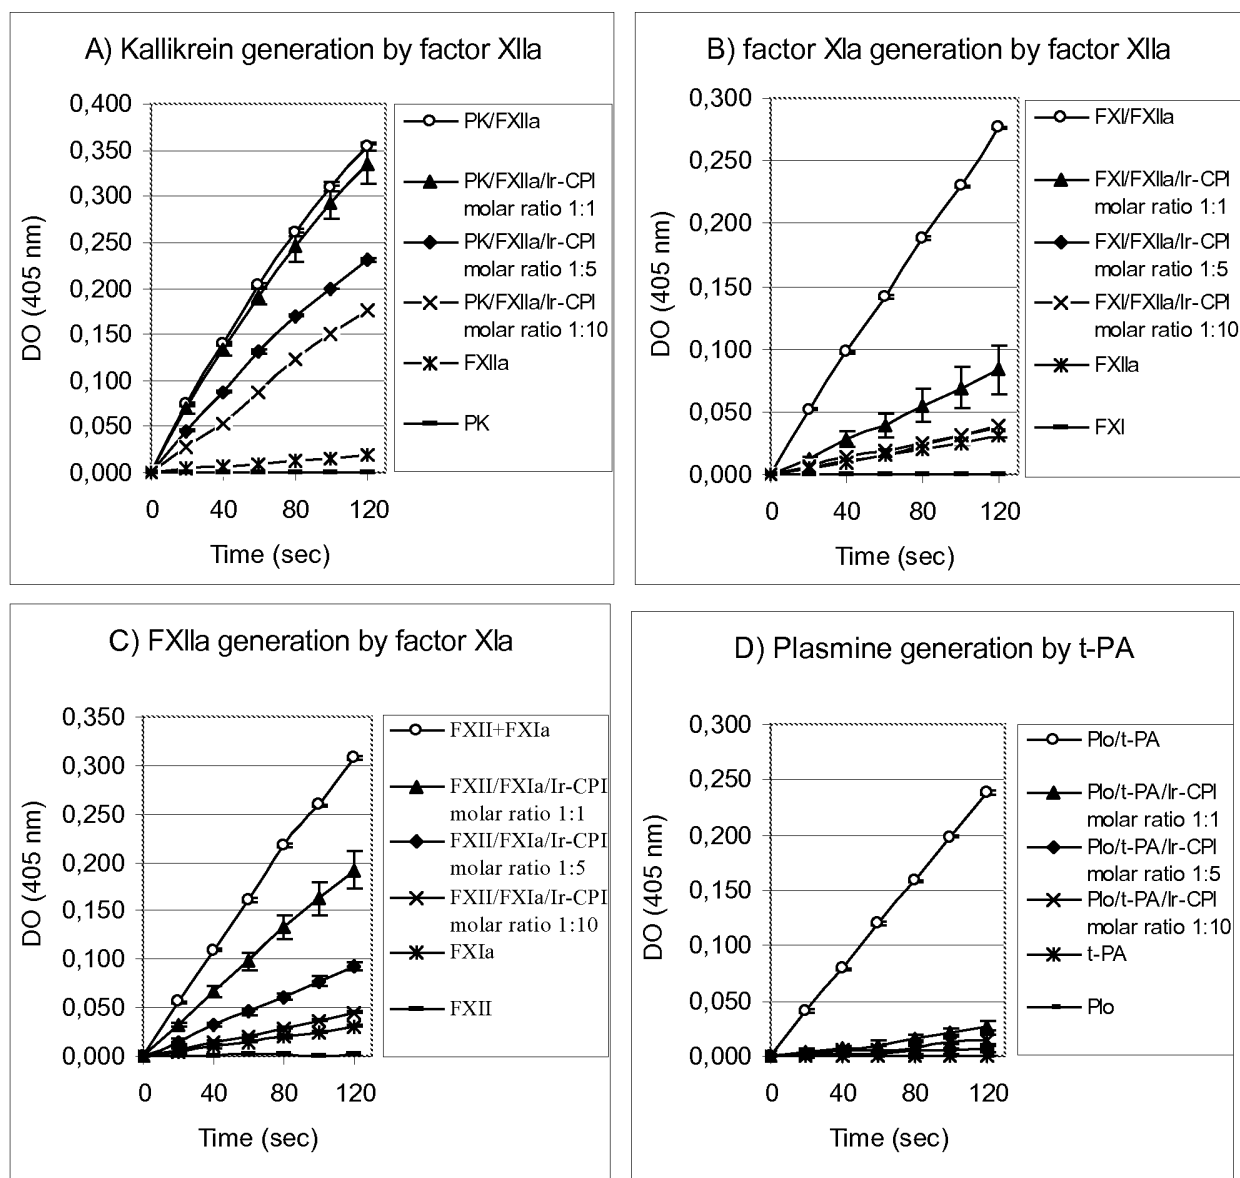 A) Kallikrein generation by factor XIIa
0,400
0,350
0,300
0,250
0,200
0,150
0,100
0,050
0,000
DO (405 nm)
0 40 80 120
Time (sec)
PK/FXIIa
PK/FXIIa/Ir-CPI
molar ratio 1:1
PK/FXIIa/Ir-CPI
molar ratio 1:5
PK/FXIIa/Ir-CPI
molar ratio 1:10
FXIIa
PK
B) factor XIa generation by factor XIIa
0,300
0,250
0,200
0,150
0,100
0,050
0,000
DO (405 nm)
0 40 80 120
Time (sec)
FXI/FXIIa
FXI/FXIIa/Ir-CPI
molar ratio 1:1
FXI/FXIIa/Ir-CPI
molar ratio 1:5
FXI/FXIIa/Ir-CPI
molar ratio 1:10
FXIIa
FXI
C) FXIIa generation by factor XIa
0,350
0,300
0,250
0,200
0,150
0,100
0,050
0,000
DO (405 nm)
0 40 80 120
Time (sec)
FXII+FXIa
FXII/FXIa/Ir-CPI
molar ratio 1:1
FXII/FXIa/Ir-CPI
molar ratio 1:5
FXII/FXIa/Ir-CPI
molar ratio 1:10
FXIa
FXII
D) Plasmine generation by t-PA
0,300
0,250
0,200
0,150
0,100
0,050
0,000
DO (405 nm)
0 40 80 120
Time (sec)
Plo/t-PA
Plo/t-PA/Ir-CPI
molar ratio 1:1
Plo/t-PA/Ir-CPI
molar ratio 1:5
Plo/t-PA/Ir-CPI
molar ratio 1:10
t-PA
Plo